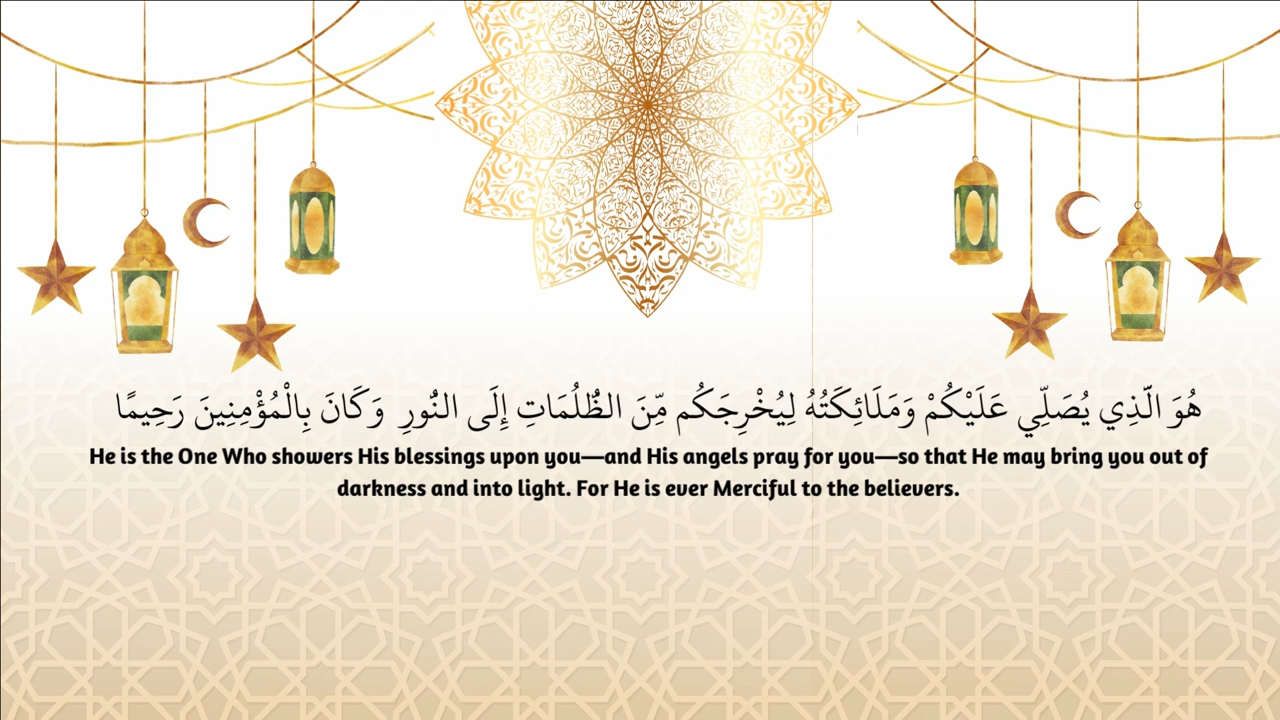 هُوَ الَّذِي يُصَلِّي عَلَيْكُمْ وَمَلَائِكَتُهُ لِيُخْرِجَكُم مِّنَ الظُّلُمَاتِ إِلَى النُّورِ وَكَانَ بِالْمُؤْمِنِينَ رَحِيمًا
He is the One Who showers His blessings upon you—and His angels pray for you—so that He may bring you out of
darkness and into light. For He is ever Merciful to the believers.